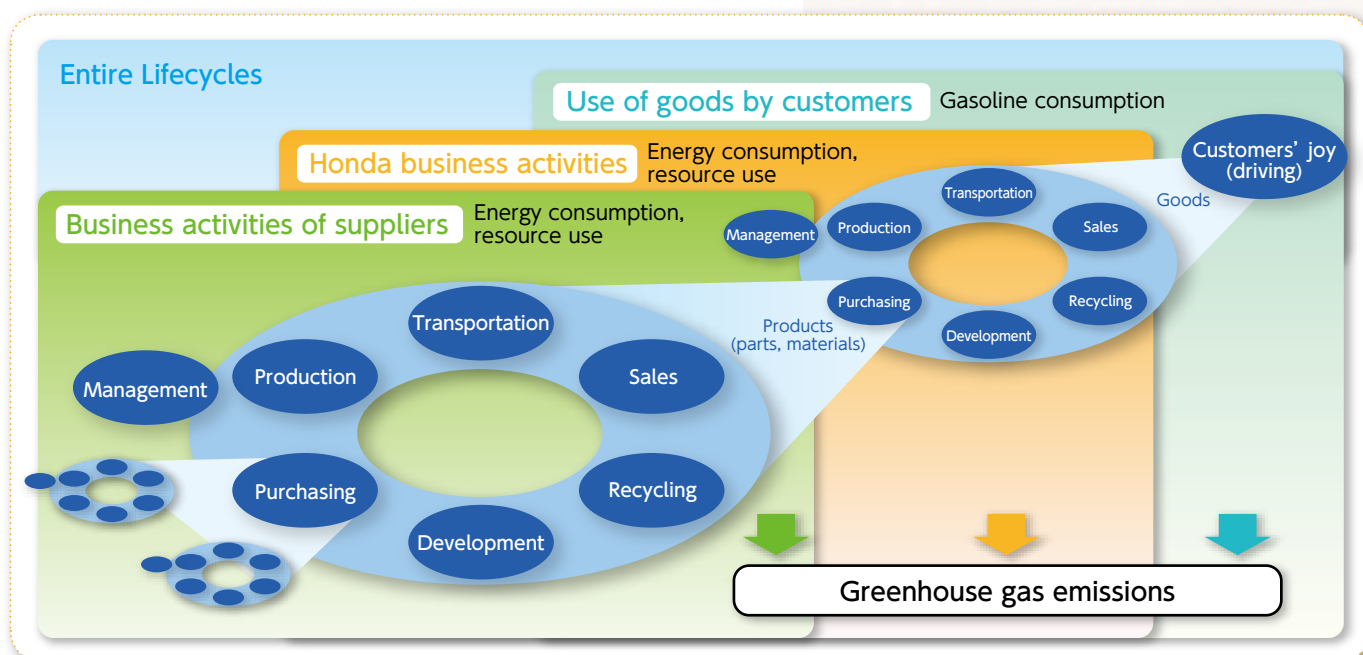 Entire Lifecycles
Use of goods by customers
Gasoline consumption
Honda business activities
Energy consumption,
resource use
Business activities of suppliers
Energy consumption,
resource use
Customers' joy
(driving)
Goods
Management
Production
Transportation
Sales
Purchasing
Development
Recycling
Products
(parts, materials)
Management
Production
Transportation
Sales
Purchasing
Development
Recycling
Greenhouse gas emissions